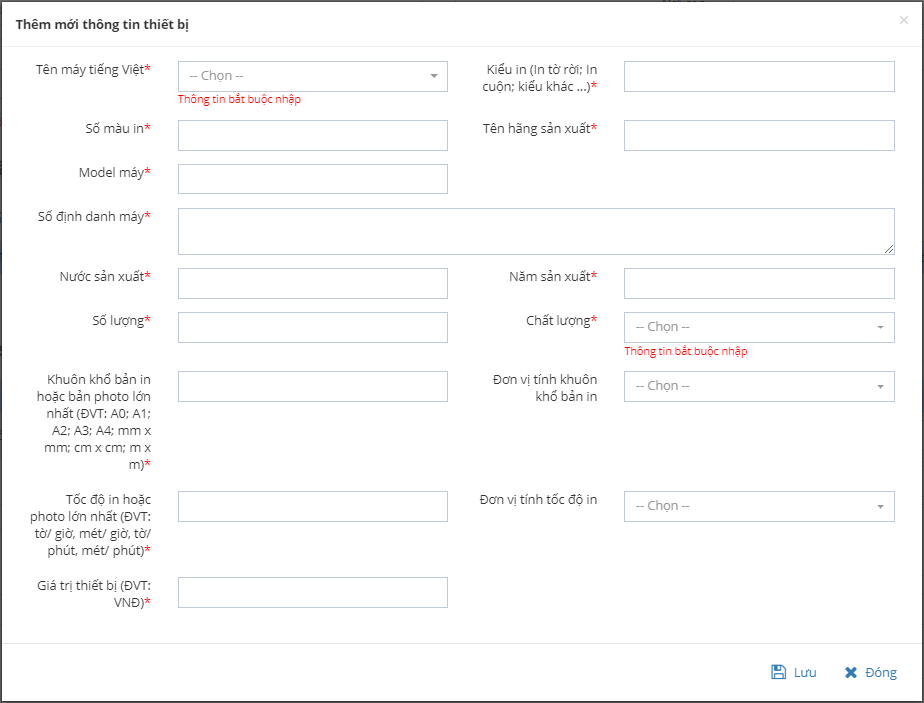 Thêm mới thông tin thiết bị
×
Tên máy tiếng Việt*
-- Chọn --
Thông tin bắt buộc nhập
Kiểu in (In tờ rời; In
cuộn; kiểu khác ...)*
Số màu in*
Tên hãng sản xuất*
Model máy*
Số định danh máy*
Nước sản xuất*
Năm sản xuất*
Số lượng*
Chất lượng*
-- Chọn --
Thông tin bắt buộc nhập
Khuôn khổ bản in
hoặc bản photo lớn
nhất (ĐVT: A0; A1;
A2; A3; A4; mm x
mm; cm x cm; m x
m)*
Đơn vị tính khuôn
khổ bản in
-- Chọn --
Tốc độ in hoặc
photo lớn nhất (ĐVT:
tờ/ giờ, mét/ giờ, tờ/
phút, mét/ phút)*
Đơn vị tính tốc độ in
-- Chọn --
Giá trị thiết bị (ĐVT:
VNĐ)*
Lưu
Đóng